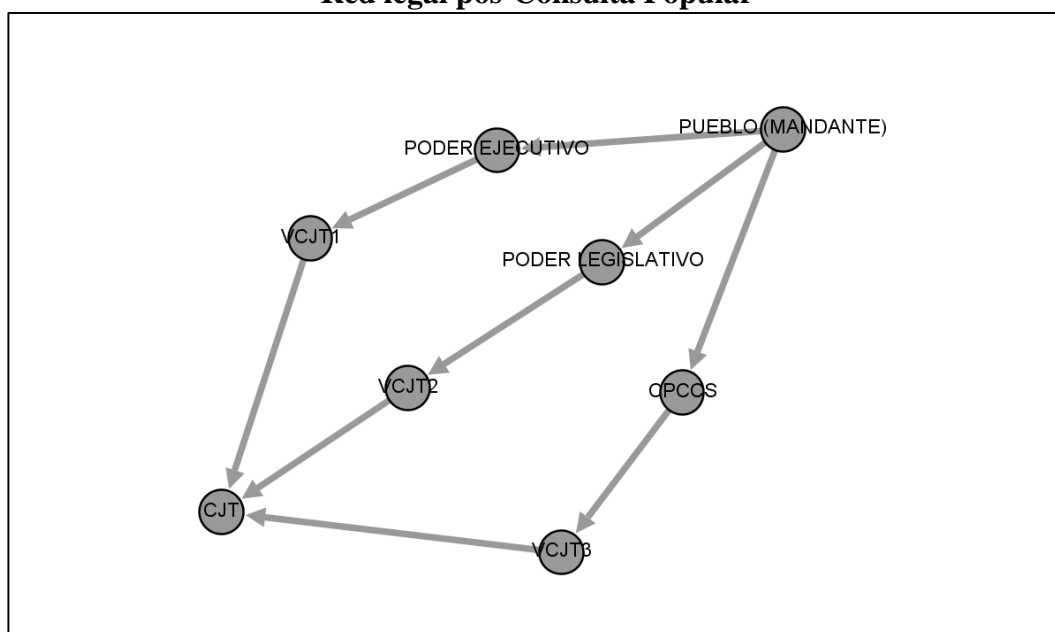 Red legal pos-Consulta Popular
PUEBLO (MANDANTE)
PODER EJECUTIVO
VCJT1
PODER LEGISLATIVO
VCJT2
CPCCS
CJT
VCJT3